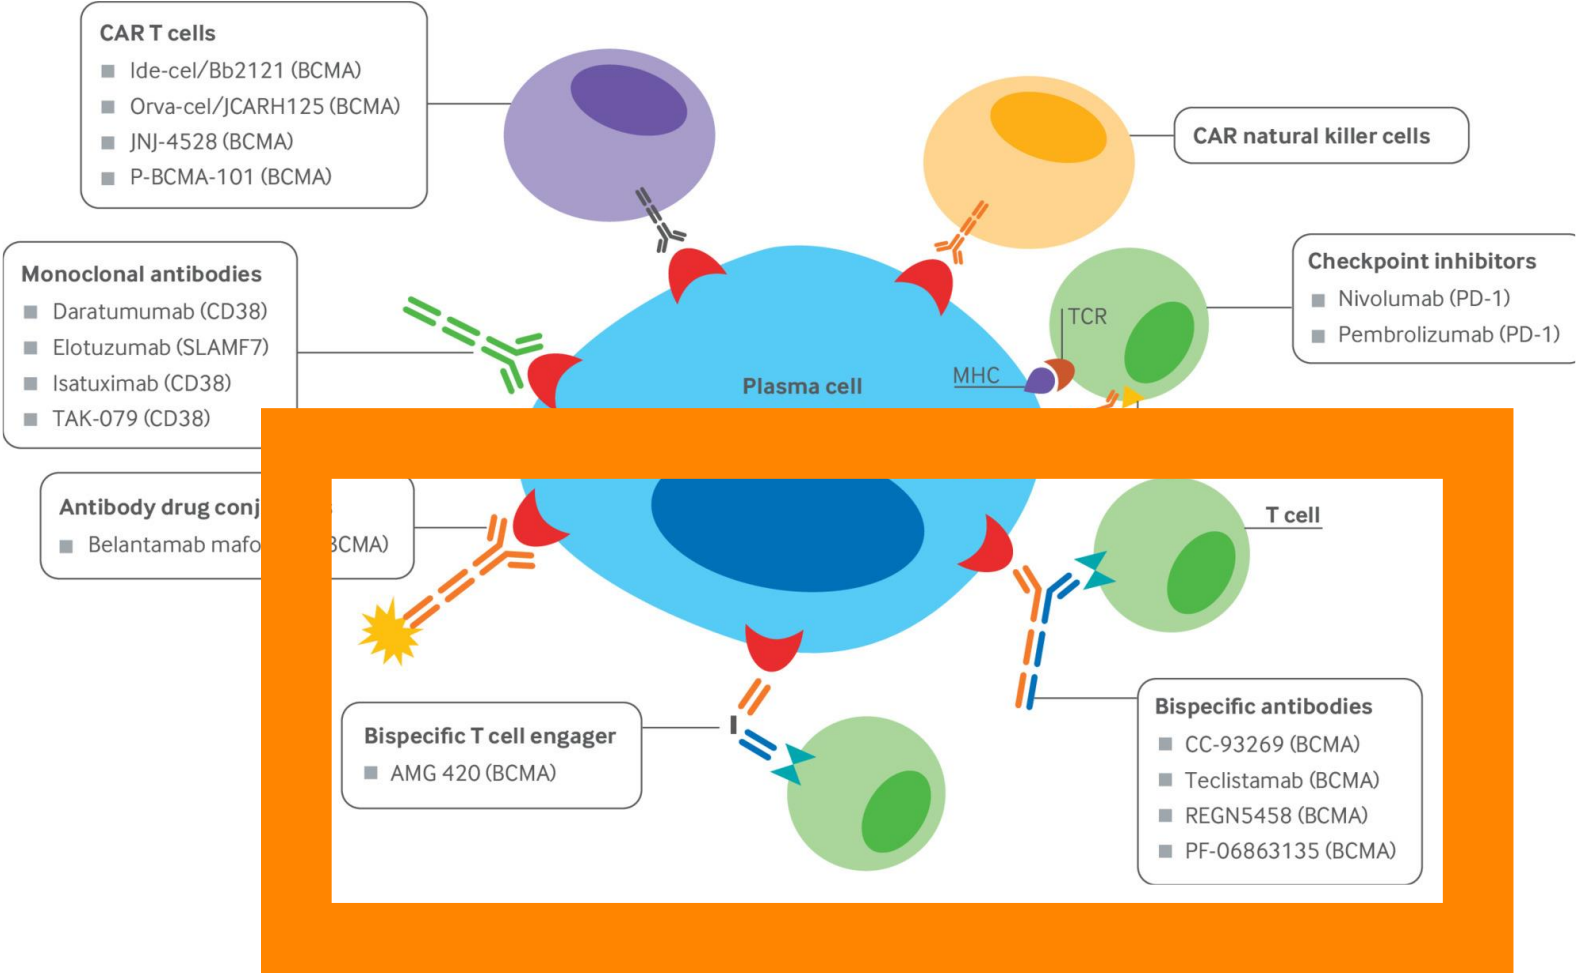 CAR T cells
Ide-cel/Bb2121 (BCMA)
Orva-cel/JCARH125 (BCMA)
JNJ-4528 (BCMA)
P-BCMA-101 (BCMA)
CAR natural killer cells
Monoclonal antibodies
Daratumumab (CD38)
Elotuzumab (SLAMF7)
Isatuximab (CD38)
TAK-079 (CD38)
Checkpoint inhibitors
Nivolumab (PD-1)
Pembrolizumab (PD-1)
TCR
MHC
Plasma cell
Antibody drug
Belantamab BCMA)
T cell
Bispecific T cell engager
AMG 420 (BCMA)
Bispecific antibodies
CC-93269 (BCMA)
Teclistamab (BCMA)
REGN5458 (BCMA)
PF-06863135 (BCMA)